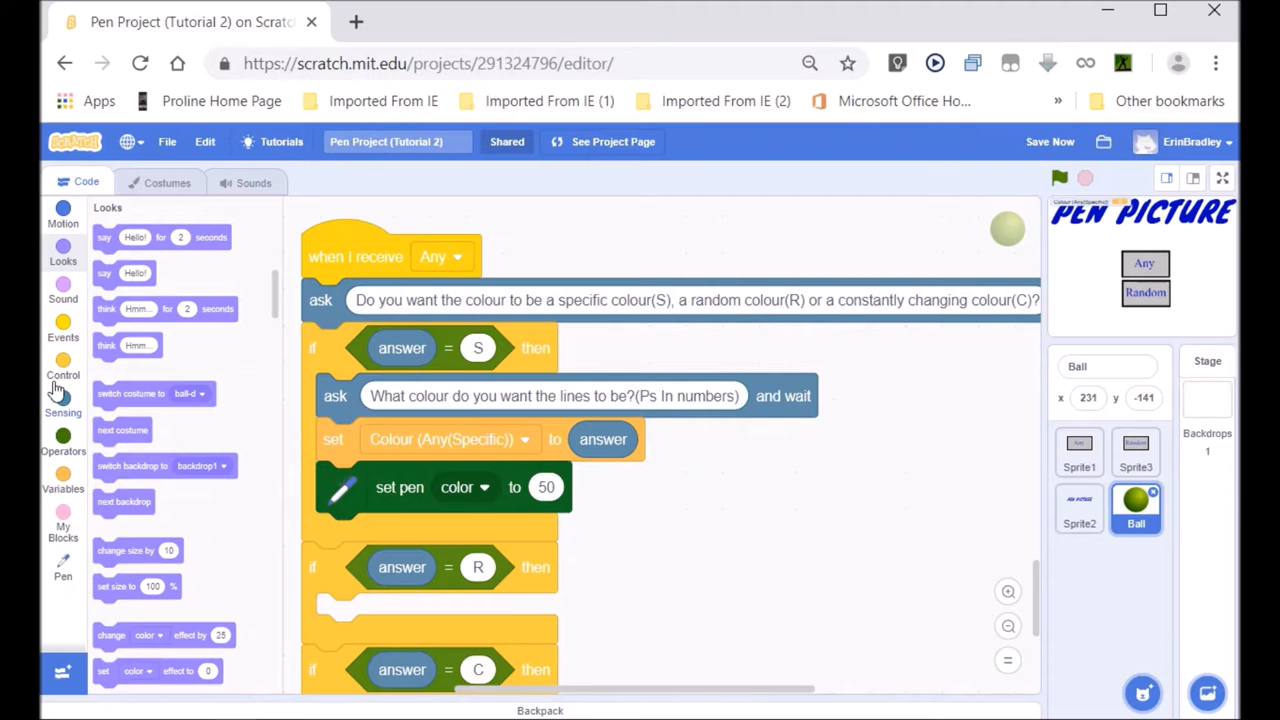 Pen Project (Tutorial 2) on Scratc
https://scratch.mit.edu/projects/291324796/editor/
Apps Proline Home Page Imported From IE Imported From IE (1) Imported From IE (2) Microsoft Office Ho... » Other bookmarks
SCRATCH File Edit Tutorials Pen Project (Tutorial 2) Shared See Project Page Save Now ErinBradley
Code Costumes Sounds
Motion
Looks
Sound
Events
Control
Sensing
Operators
Variables
My
Blocks
Pen
Looks
say Hello! for 2 seconds
say Hello!
think Hmm... for 2 seconds
think Hmm...
switch costume to ball-d
next costume
switch backdrop to backdrop1
next backdrop
change size by 10
set size to 100 %
change color effect by 25
set color effect to 0
when I receive Any
ask Do you want the colour to be a specific colour(S), a random colour(R) or a constantly changing colour(C)?
if answer = S then
ask What colour do you want the lines to be?(Ps In numbers) and wait
set Colour (Any(Specific)) to answer
set pen color to 50
if answer = R then
if answer = C then
Colour (Any(Specific))
PEN PICTURE
Any
Random
Ball
x 231 y -141
Any
Sprite1
Random
Sprite3
PEN PICTURE
Sprite2
Ball
Stage
Backdrops
1
Backpack